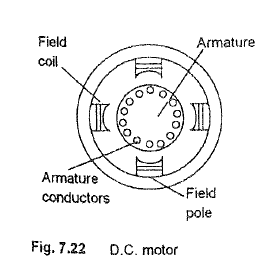 Field
coil
Armature
Armature
conductors
Field
pole
Fig. 7.22 D.C. motor